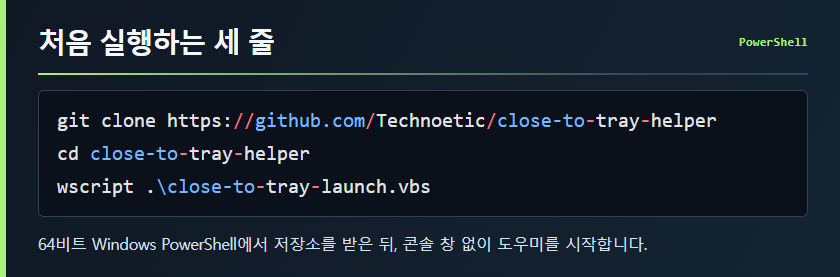 처음 실행하는 세 줄
PowerShell
git clone https://github.com/Technoetic/close-to-tray-helper
cd close-to-tray-helper
wscript .\close-to-tray-launch.vbs
64비트 Windows PowerShell에서 저장소를 받은 뒤, 콘솔 창 없이 도우미를 시작합니다.